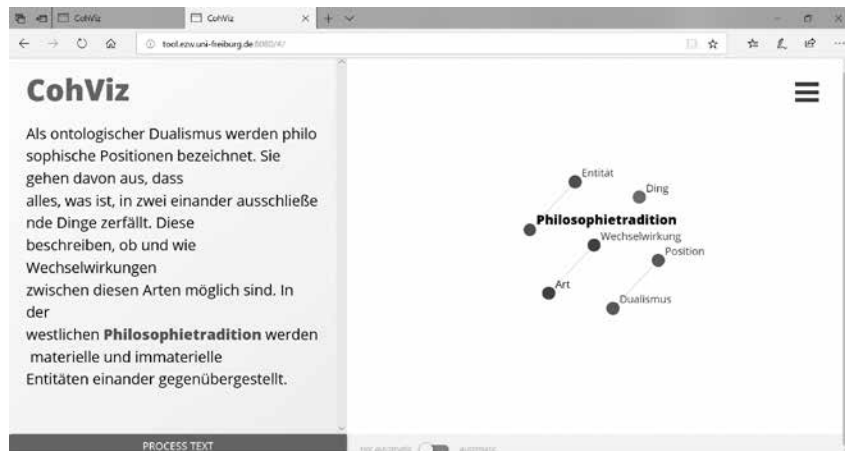 CohViz
CohViz
tool.ezw.uni-freiburg.de:8080/4/
CohViz
Als ontologischer Dualismus werden philo
sophische Positionen bezeichnet. Sie
gehen davon aus, dass
alles, was ist, in zwei einander ausschließe
nde Dinge zerfällt. Diese
beschreiben, ob und wie
Wechselwirkungen
zwischen diesen Arten möglich sind. In
der
westlichen Philosophietradition werden
materielle und immaterielle
Entitäten einander gegenübergestellt.
PROCESS TEXT
Entität
Ding
Philosophietradition
Wechselwirkung
Position
Art
Dualismus